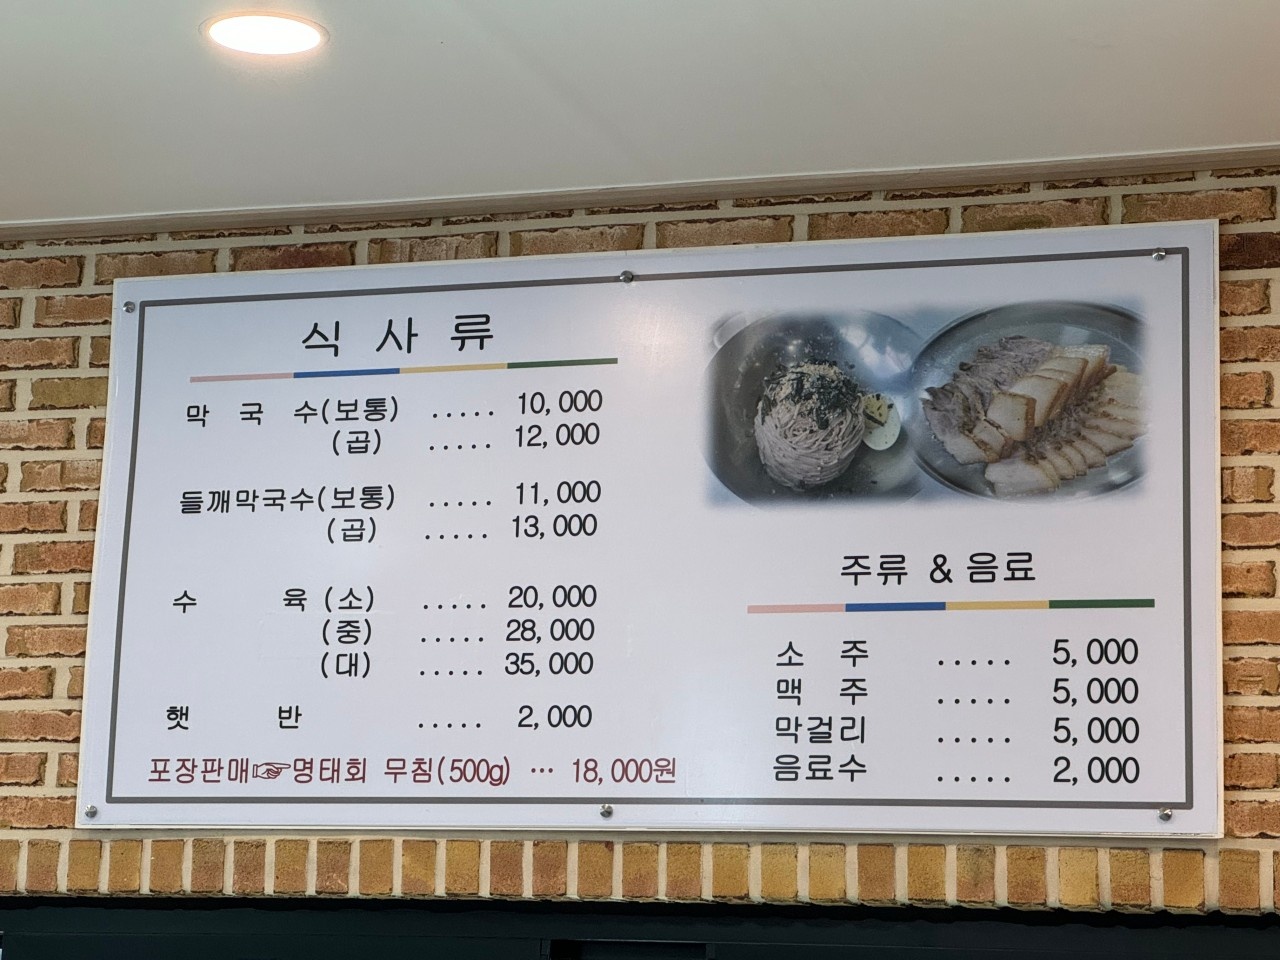 식 사 류
막 국 수(보통) ..... 10,000
(곱) ..... 12,000
들깨막국수(보통) ..... 11,000
(곱) ..... 13,000
수 육 (소) ..... 20,000
(중) ..... 28,000
(대) ..... 35,000
햇 반 ..... 2,000
포장판매☞명태회 무침(500g) … 18,000원
주류 & 음료
소 주 ..... 5,000
맥 주 ..... 5,000
막걸리 ..... 5,000
음료수 ..... 2,000